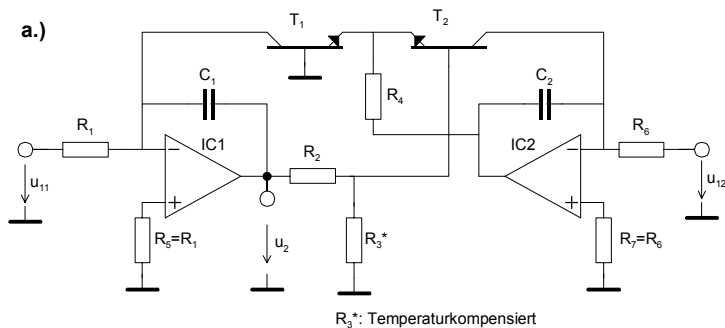 a.)
T₁
T₂
C₁
R₄
C₂
R₁
IC1
R₂
IC2
R₆
−
−
+
+
u₁₁
u₁₂
R₅=R₁
u₂
R₃*
R₇=R₆
R₃*: Temperaturkompensiert